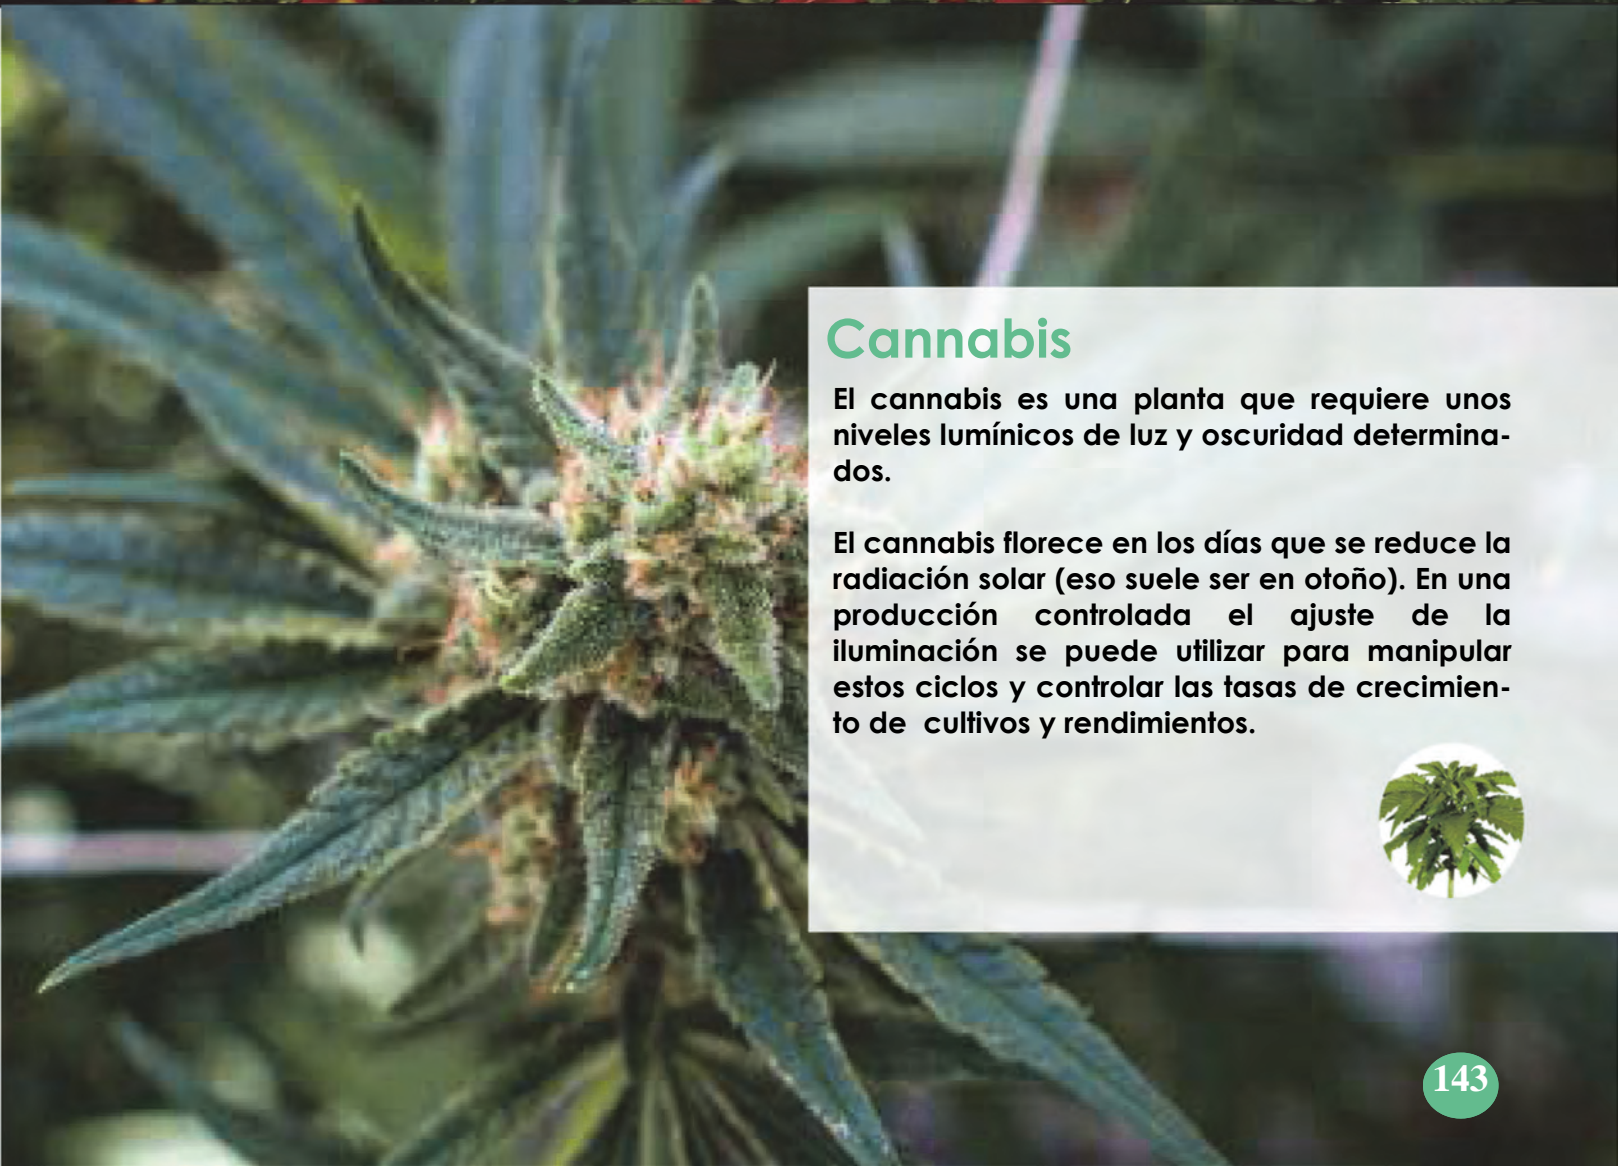 Cannabis
El cannabis es una planta que requiere unos
niveles lumínicos de luz y oscuridad determina-
dos.
El cannabis florece en los días que se reduce la
radiación solar (eso suele ser en otoño). En una
producción controlada el ajuste de la
iluminación se puede utilizar para manipular
estos ciclos y controlar las tasas de crecimien-
to de cultivos y rendimientos.
143